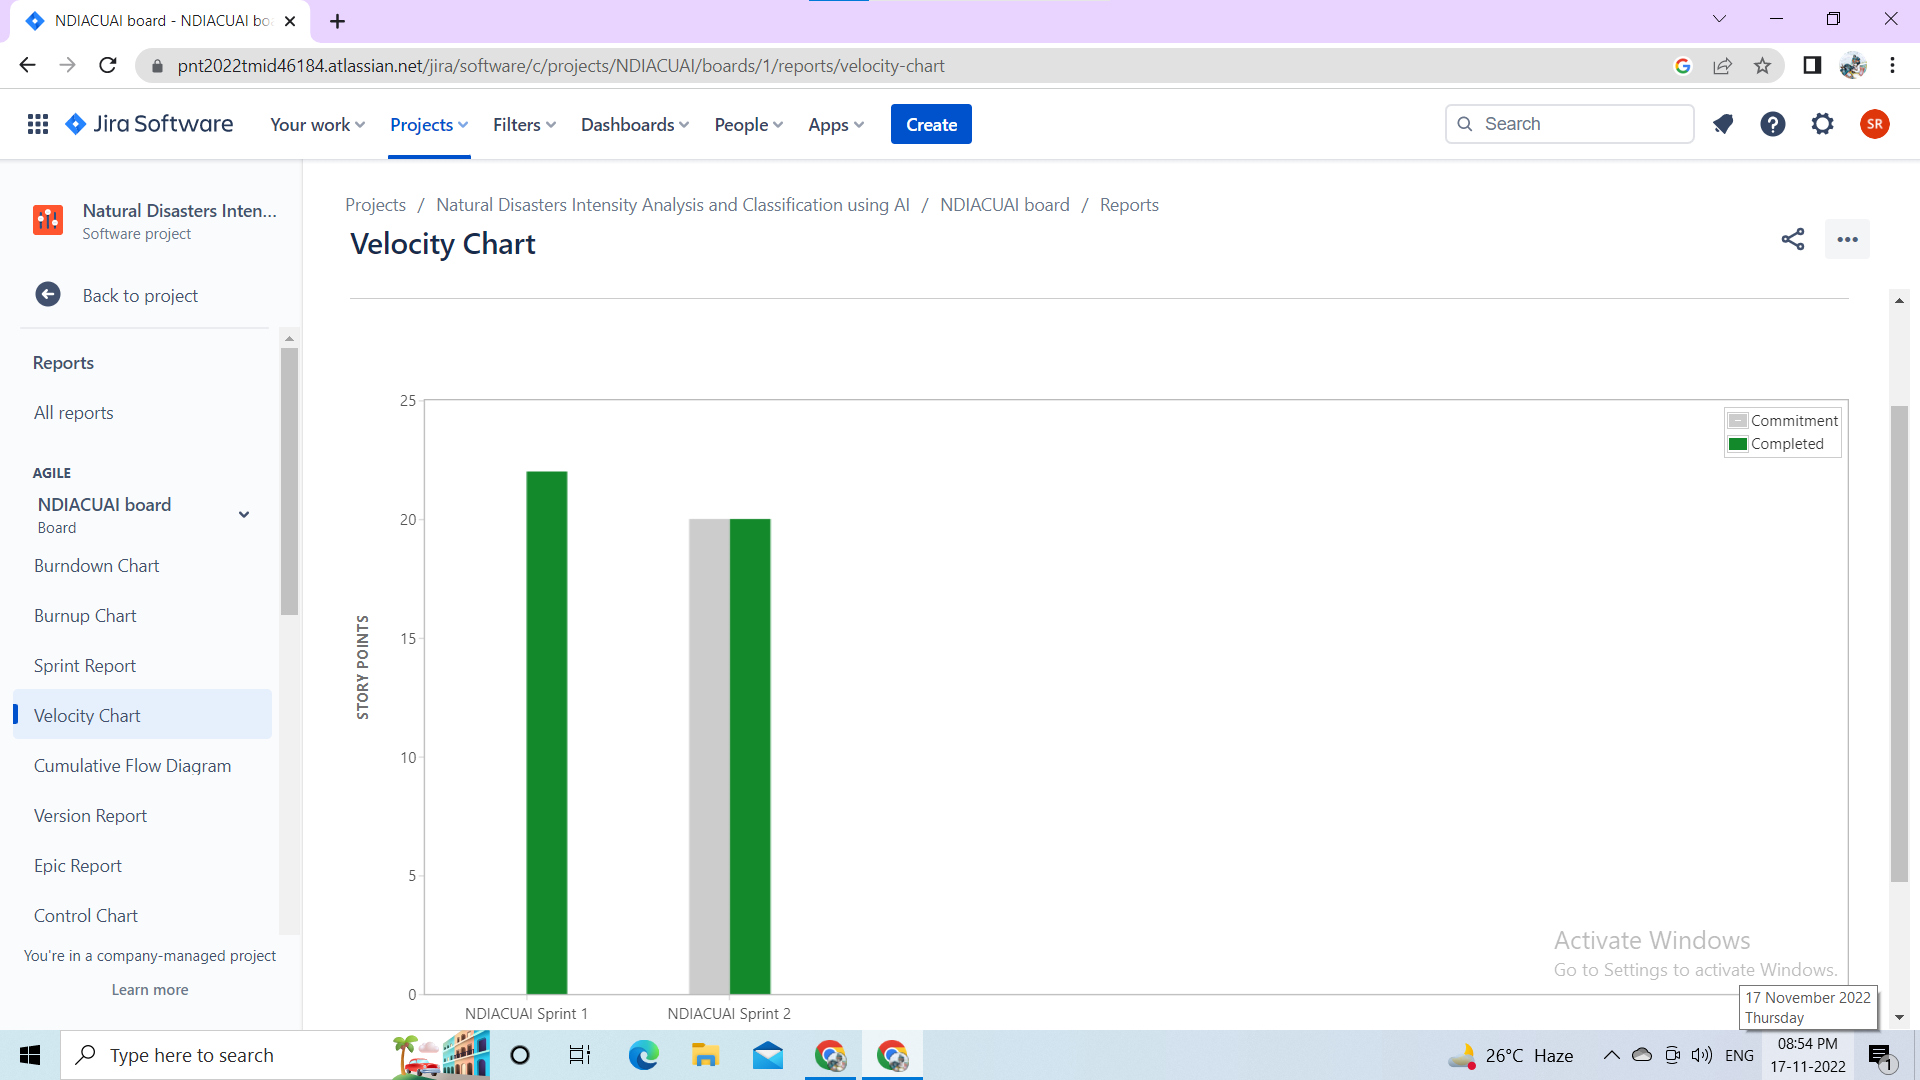 NDIACUAI board - NDIACUAI bo
pnt2022tmid46184.atlassian.net/jira/software/c/projects/NDIACUAI/boards/1/reports/velocity-chart
Jira Software
Your work
Projects
Filters
Dashboards
People
Apps
Create
Search
SR
Natural Disasters Inten...
Software project
Back to project
Reports
All reports
AGILE
NDIACUAI board
Board
Burndown Chart
Burnup Chart
Sprint Report
Velocity Chart
Cumulative Flow Diagram
Version Report
Epic Report
Control Chart
You're in a company-managed project
Learn more
Projects / Natural Disasters Intensity Analysis and Classification using AI / NDIACUAI board / Reports
Velocity Chart
25
20
15
10
5
0
STORY POINTS
Commitment
Completed
NDIACUAI Sprint 1
NDIACUAI Sprint 2
Activate Windows
Go to Settings to activate Windows.
17 November 2022
Thursday
Type here to search
26°C Haze
ENG
08:54 PM
17-11-2022
1